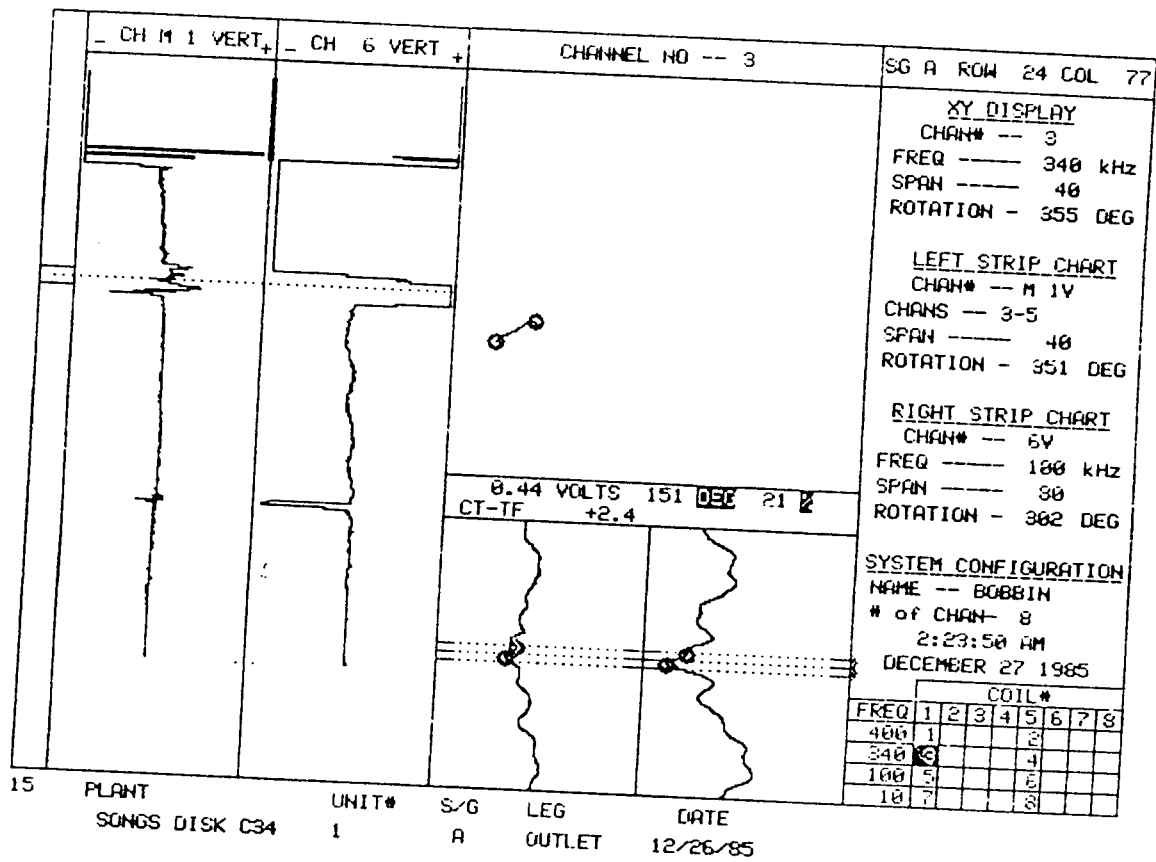 _ CH M 1 VERT + _ CH 6 VERT + CHANNEL NO -- 3 SG A ROW 24 COL 77
XY DISPLAY
CHAN# -- 3
FREQ ----- 340 kHz
SPAN ----- 40
ROTATION - 355 DEG
LEFT STRIP CHART
CHAN# -- M 1V
CHANS -- 3-5
SPAN ----- 40
ROTATION - 351 DEG
RIGHT STRIP CHART
CHAN# -- 6V
FREQ ----- 100 kHz
SPAN ----- 30
ROTATION - 302 DEG
0.44 VOLTS 151 DEG 21 %
CT-TF +2.4
SYSTEM CONFIGURATION
NAME -- BOBBIN
# of CHAN- 8
2:23:50 AM
DECEMBER 27 1985
COIL#
FREQ 1 2 3 4 5 6 7 8
400 1 2
340 3 4
100 5 6
10 7 8
15 PLANT UNIT# S/G LEG DATE
SONGS DISK C34 1 A OUTLET 12/26/85